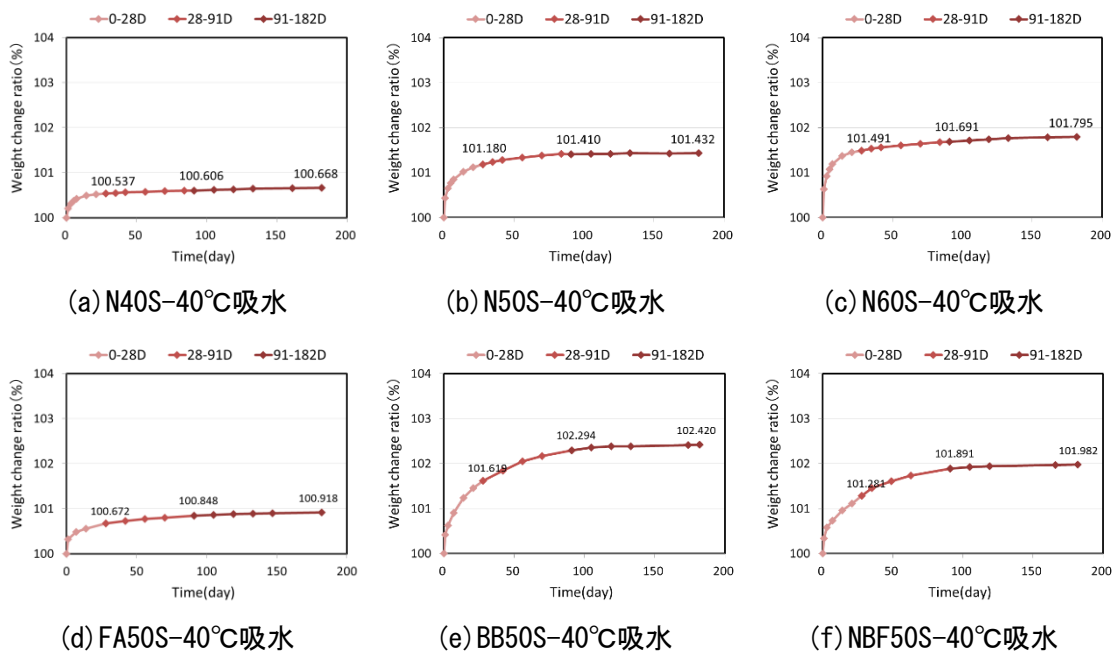 0-28D 28-91D 91-182D
Weight change ratio (%)
104
103
102
101
100
100.537
100.606
100.668
0 50 100 150 200
Time(day)
(a)N40S-40℃吸水
0-28D 28-91D 91-182D
Weight change ratio (%)
104
103
102
101
100
101.180
101.410
101.432
0 50 100 150 200
Time(day)
(b)N50S-40℃吸水
0-28D 28-91D 91-182D
Weight change ratio (%)
104
103
102
101
100
101.491
101.691
101.795
0 50 100 150 200
Time(day)
(c)N60S-40℃吸水
0-28D 28-91D 91-182D
Weight change ratio (%)
104
103
102
101
100
100.672
100.848
100.918
0 50 100 150 200
Time(day)
(d)FA50S-40℃吸水
0-28D 28-91D 91-182D
Weight change ratio (%)
104
103
102
101
100
101.619
102.294
102.420
0 50 100 150 200
Time(day)
(e)BB50S-40℃吸水
0-28D 28-91D 91-182D
Weight change ratio (%)
104
103
102
101
100
101.281
101.891
101.982
0 50 100 150 200
Time(day)
(f)NBF50S-40℃吸水